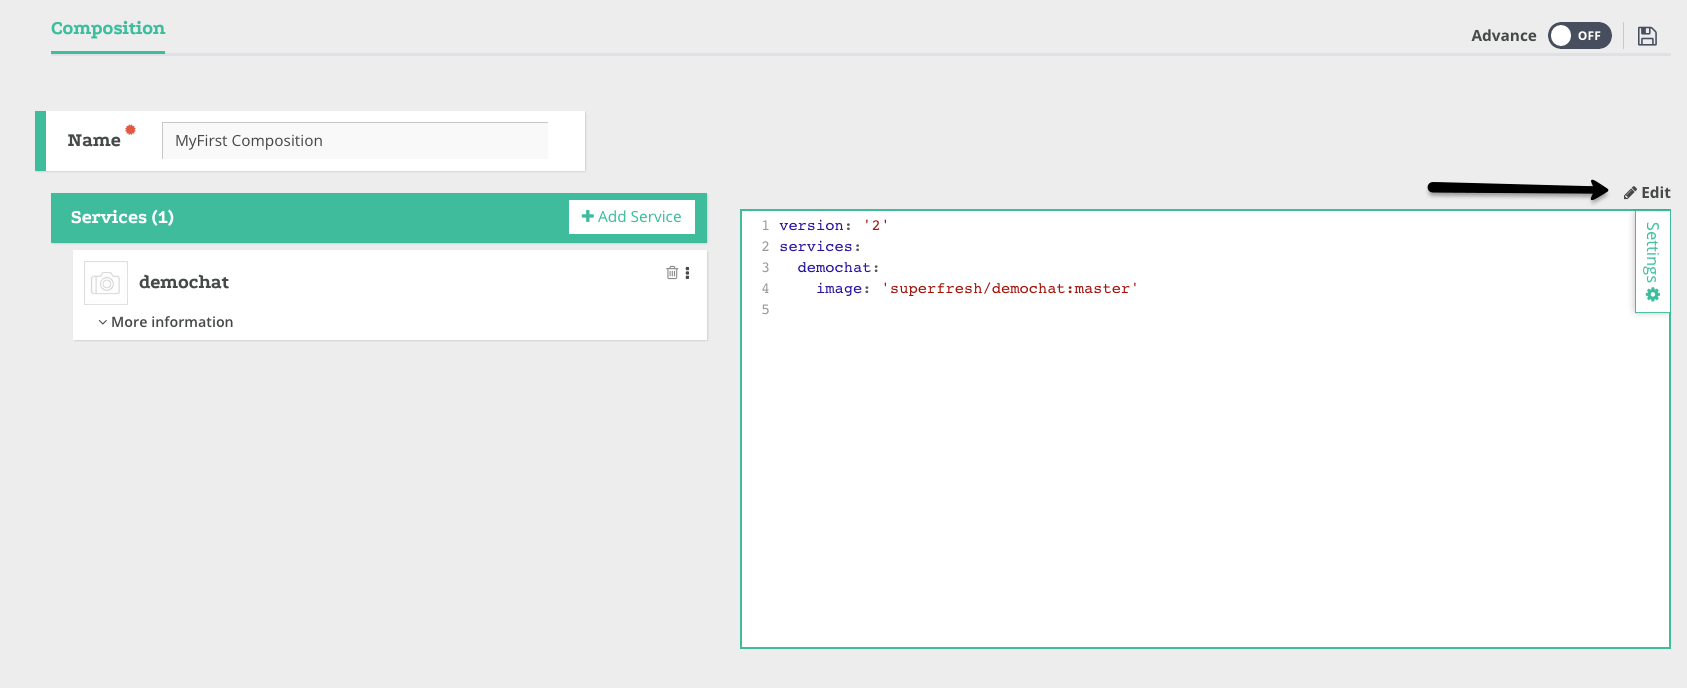 Composition
Advance OFF
Name
MyFirst Composition
Services (1)
+ Add Service
demochat
More information
Edit
1 version: '2'
2 services:
3   demochat:
4     image: 'superfresh/demochat:master'
5
Settings